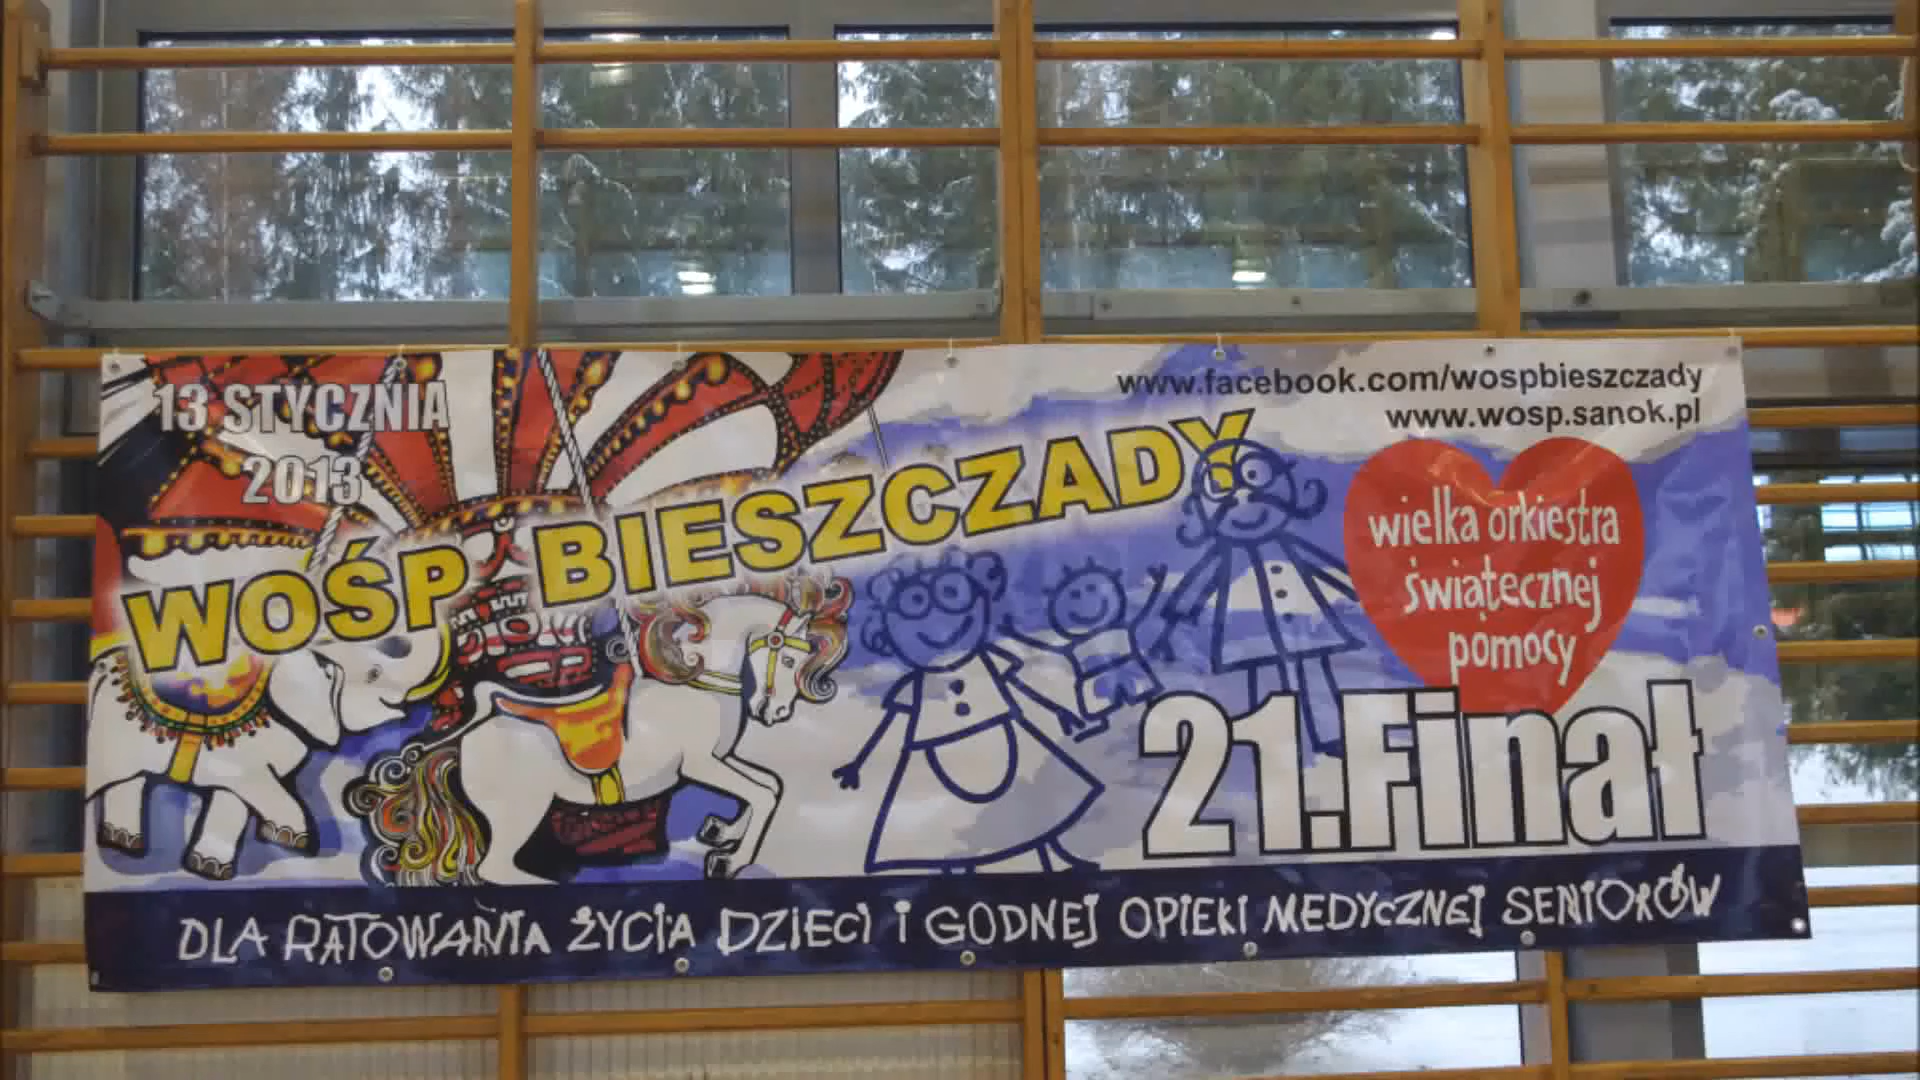 13 STYCZNIA
2013
www.facebook.com/wospbieszczady
www.wosp.sanok.pl
WOŚP BIESZCZADY
wielka orkiestra
świątecznej
pomocy
21.Finał
DLA RATOWANIA ŻYCIA DZIECI I GODNEJ OPIEKI MEDYCZNEJ SENIORÓW